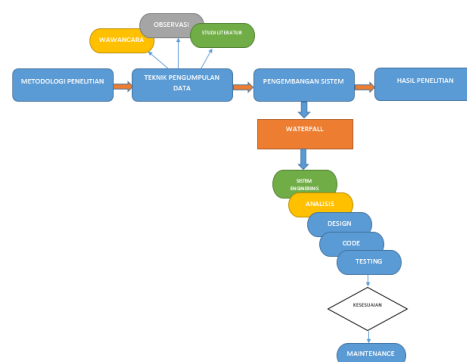 OBSERVASI
WAWANCARA
STUDI LITERATUR
METODOLOGI PENELITIAN
TEKNIK PENGUMPULAN
DATA
PENGEMBANGAN SISTEM
HASIL PENELITIAN
WATERFALL
SISTEM
ENGINEERING
ANALISIS
DESIGN
CODE
TESTING
KESESUAIAN
MAINTENANCE